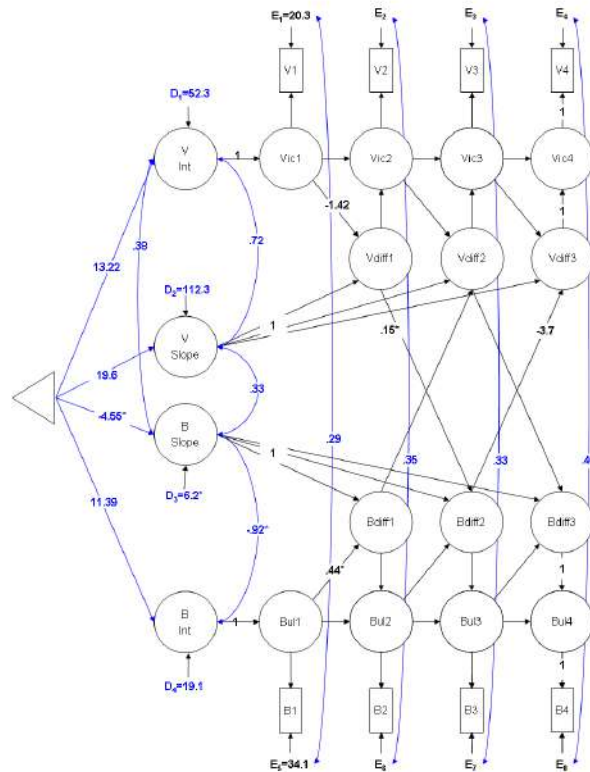 E₁=20.3 E₂ E₃ E₄
V1 V2 V3 V4
D₁=52.3
1
V Int
1
Vic1 Vic2 Vic3 Vic4
-1.42
1
.39
.72
13.22
Vdiff1 Vdiff2 Vdiff3
D₂=112.3
V Slope
1
.15*
-3.7
19.6
.33
-4.55*
B Slope
1
.29
.35
.33
D₃=6.2*
11.39
-.92*
Bdiff1 Bdiff2 Bdiff3
.44*
1
B Int
1
Bul1 Bul2 Bul3 Bul4
1
D₄=19.1
B1 B2 B3 B4
E₅=34.1 E₆ E₇ E₈